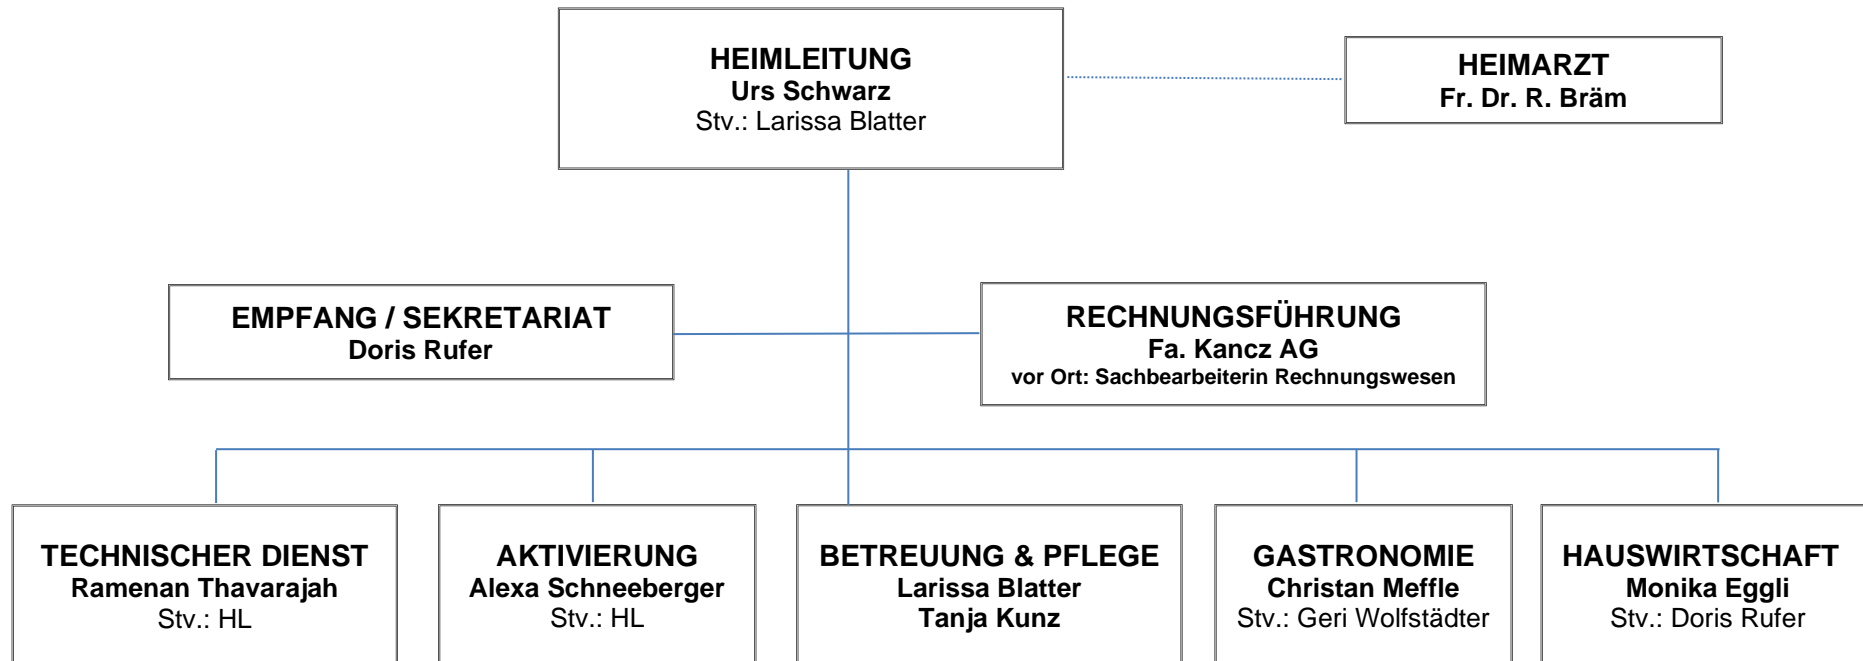 HEIMLEITUNG
Urs Schwarz
Stv.: Larissa Blatter
HEIMARZT
Fr. Dr. R. Bräm
EMPFANG / SEKRETARIAT
Doris Rufer
RECHNUNGSFÜHRUNG
Fa. Kancz AG
vor Ort: Sachbearbeiterin Rechnungswesen
TECHNISCHER DIENST
Ramenan Thavarajah
Stv.: HL
AKTIVIERUNG
Alexa Schneeberger
Stv.: HL
BETREUUNG & PFLEGE
Larissa Blatter
Tanja Kunz
GASTRONOMIE
Christan Meffle
Stv.: Geri Wolfstädter
HAUSWIRTSCHAFT
Monika Eggli
Stv.: Doris Rufer